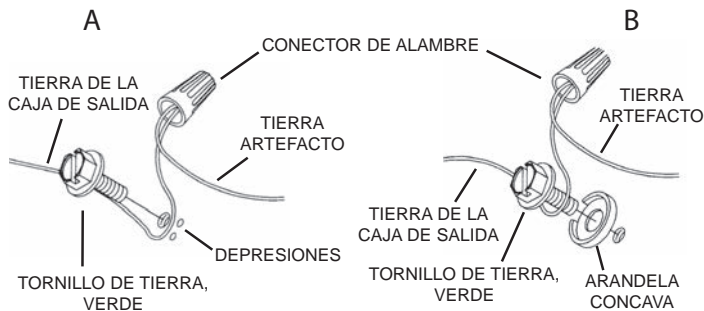 A
B
CONECTOR DE ALAMBRE
TIERRA DE LA
CAJA DE SALIDA
TIERRA
ARTEFACTO
DEPRESIONES
TORNILLO DE TIERRA,
VERDE
TIERRA
ARTEFACTO
TIERRA DE LA
CAJA DE SALIDA
TORNILLO DE TIERRA,
VERDE
ARANDELA
CONCAVA